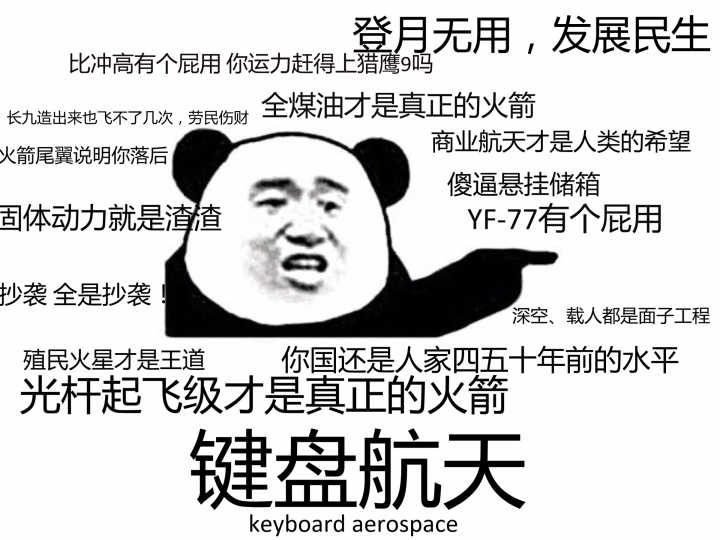 登月无用，发展民生
比冲高有个屁用 你运力赶得上猎鹰9吗
全煤油才是真正的火箭
长九造出来也飞不了几次，劳民伤财
商业航天才是人类的希望
火箭尾翼说明你落后
傻逼悬挂储箱
固体动力就是渣渣
YF-77有个屁用
抄袭 全是抄袭！
深空、载人都是面子工程
殖民火星才是王道
你国还是人家四五十年前的水平
光杆起飞级才是真正的火箭
键盘航天
keyboard aerospace